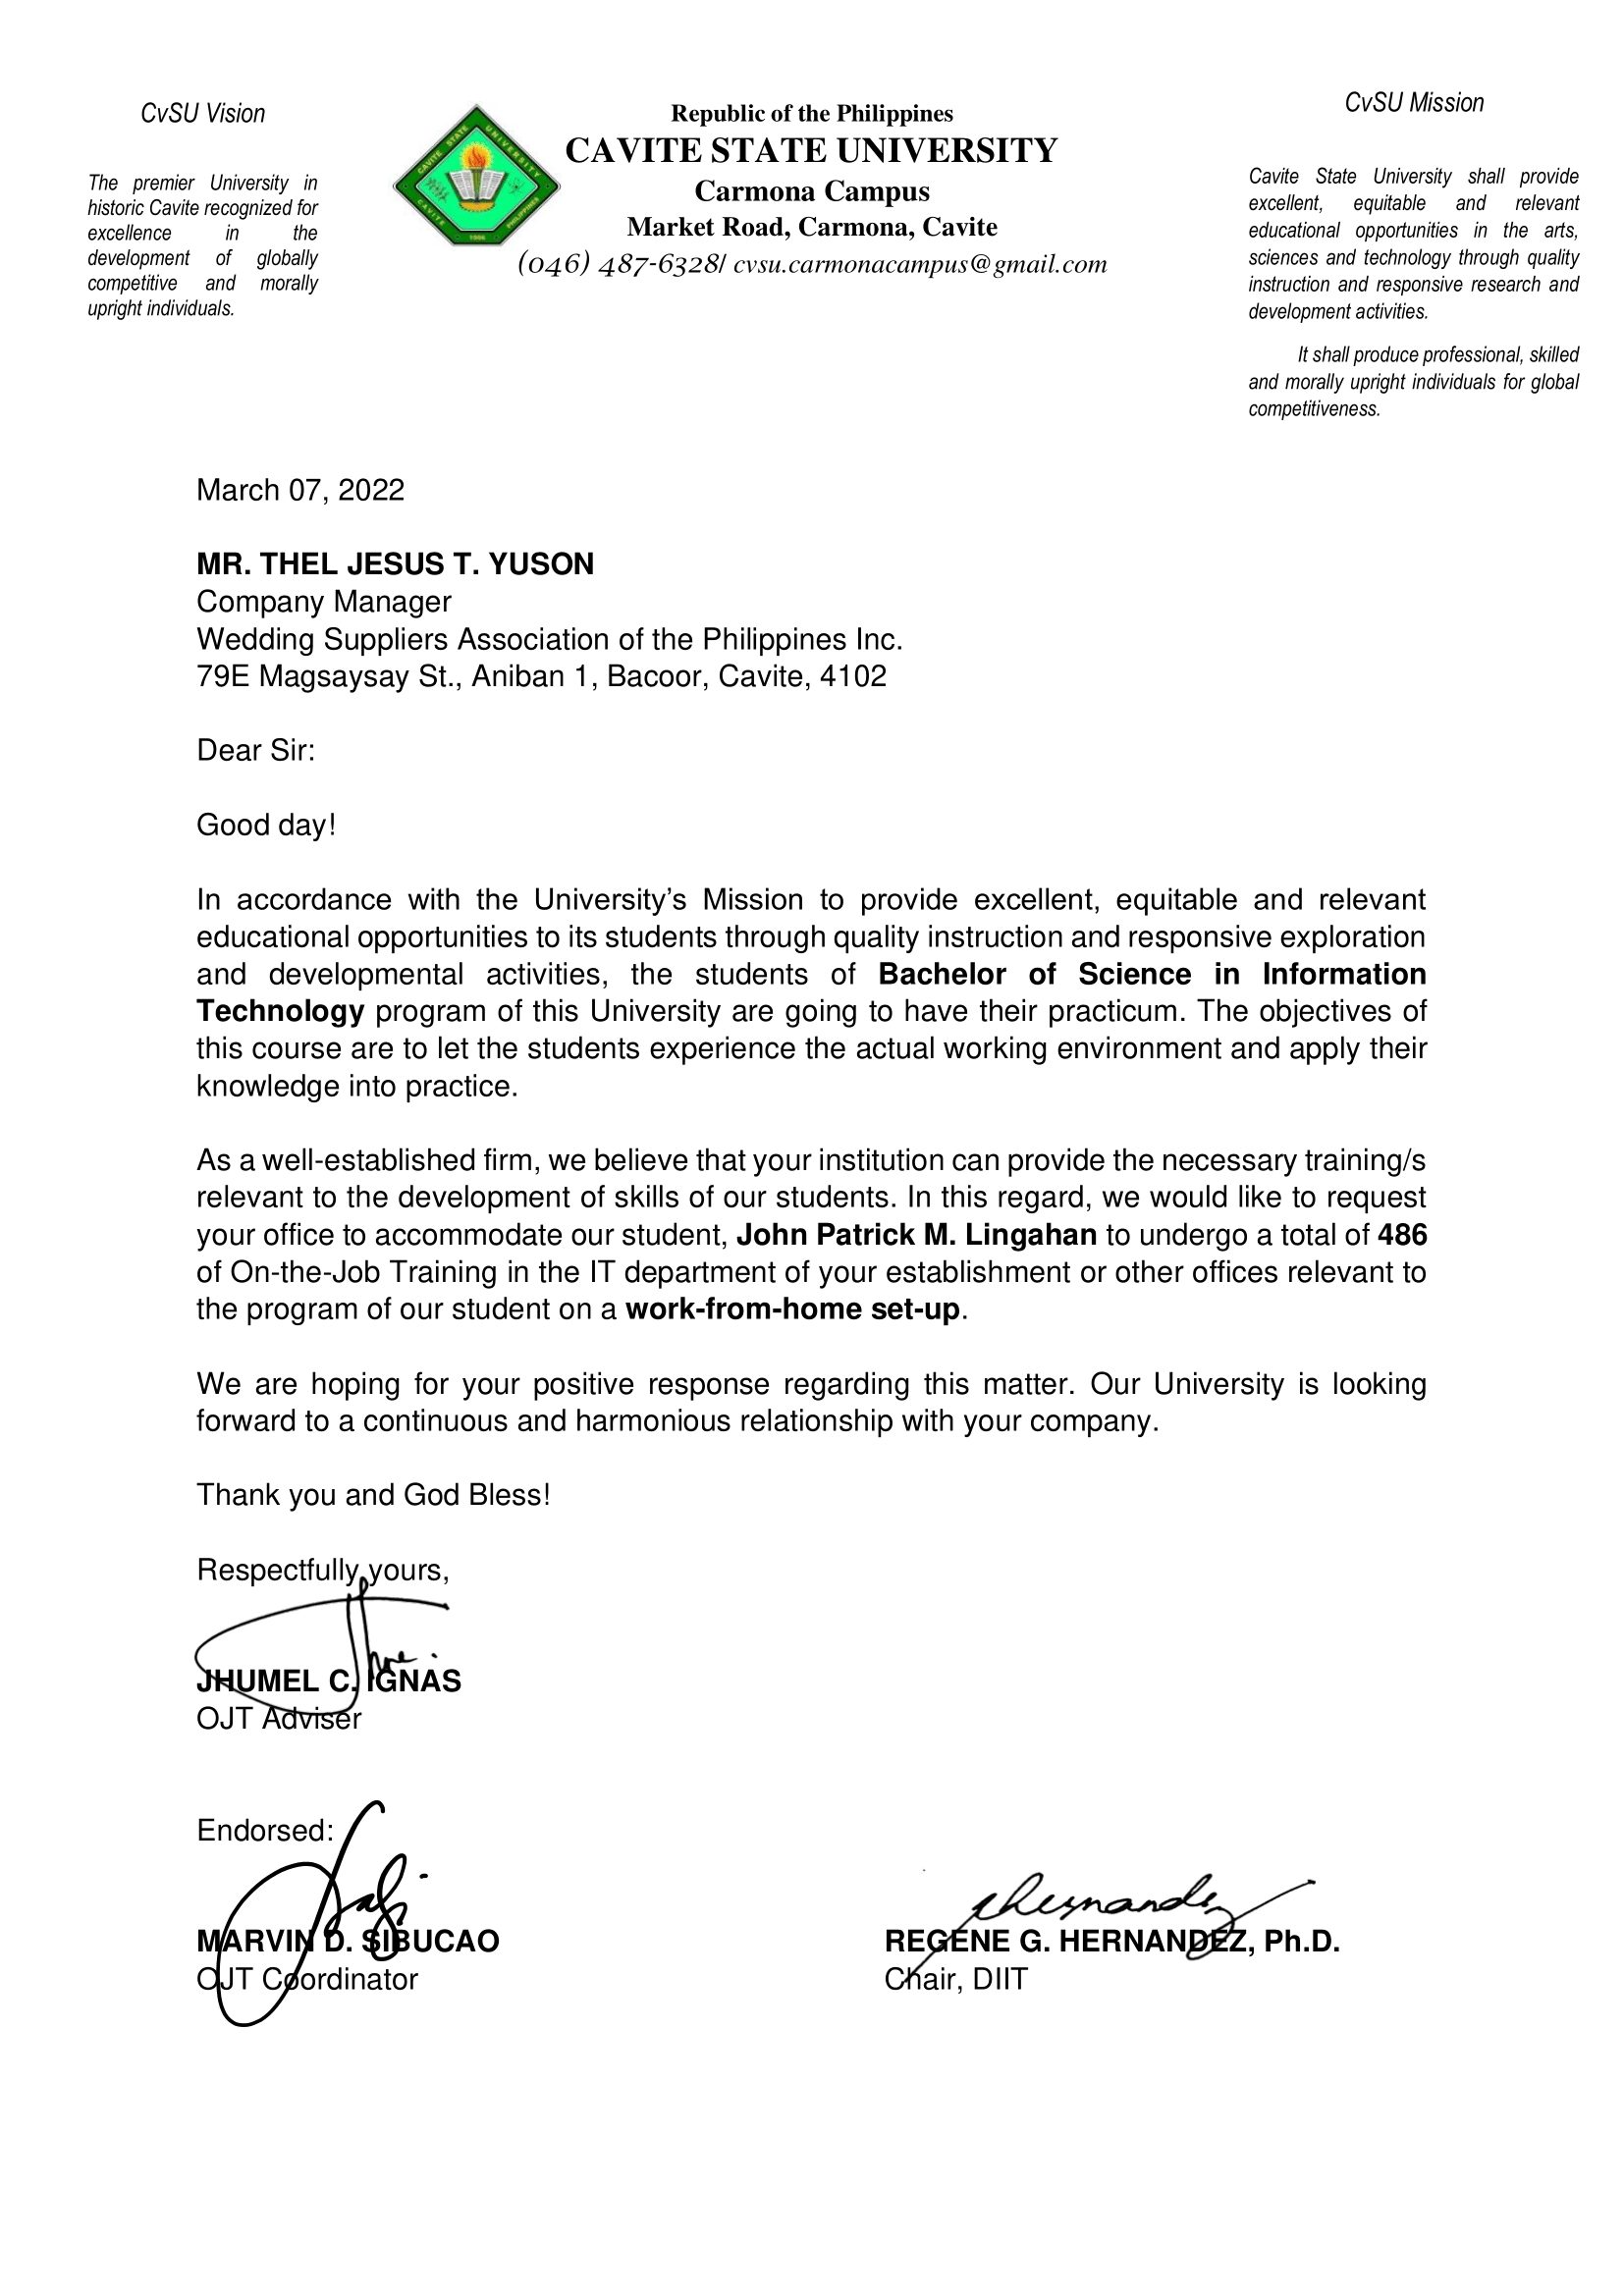 CvSU Vision
The premier University in
historic Cavite recognized for
excellence in the
development of globally
competitive and morally
upright individuals.
CAVITE STATE UNIVERSITY
CAVITE
PHILIPPINES
1906
Republic of the Philippines
CAVITE STATE UNIVERSITY
Carmona Campus
Market Road, Carmona, Cavite
(046) 487-6328/ cvsu.carmonacampus@gmail.com
CvSU Mission
Cavite State University shall provide
excellent, equitable and relevant
educational opportunities in the arts,
sciences and technology through quality
instruction and responsive research and
development activities.
It shall produce professional, skilled
and morally upright individuals for global
competitiveness.
March 07, 2022
MR. THEL JESUS T. YUSON
Company Manager
Wedding Suppliers Association of the Philippines Inc.
79E Magsaysay St., Aniban 1, Bacoor, Cavite, 4102
Dear Sir:
Good day!
In accordance with the University's Mission to provide excellent, equitable and relevant
educational opportunities to its students through quality instruction and responsive exploration
and developmental activities, the students of Bachelor of Science in Information
Technology program of this University are going to have their practicum. The objectives of
this course are to let the students experience the actual working environment and apply their
knowledge into practice.
As a well-established firm, we believe that your institution can provide the necessary training/s
relevant to the development of skills of our students. In this regard, we would like to request
your office to accommodate our student, John Patrick M. Lingahan to undergo a total of 486
of On-the-Job Training in the IT department of your establishment or other offices relevant to
the program of our student on a work-from-home set-up.
We are hoping for your positive response regarding this matter. Our University is looking
forward to a continuous and harmonious relationship with your company.
Thank you and God Bless!
Respectfully yours,
JHUMEL C. IGNAS
OJT Adviser
Endorsed:
MARVIN D. SIBUCAO
OJT Coordinator
REGENE G. HERNANDEZ, Ph.D.
Chair, DIIT